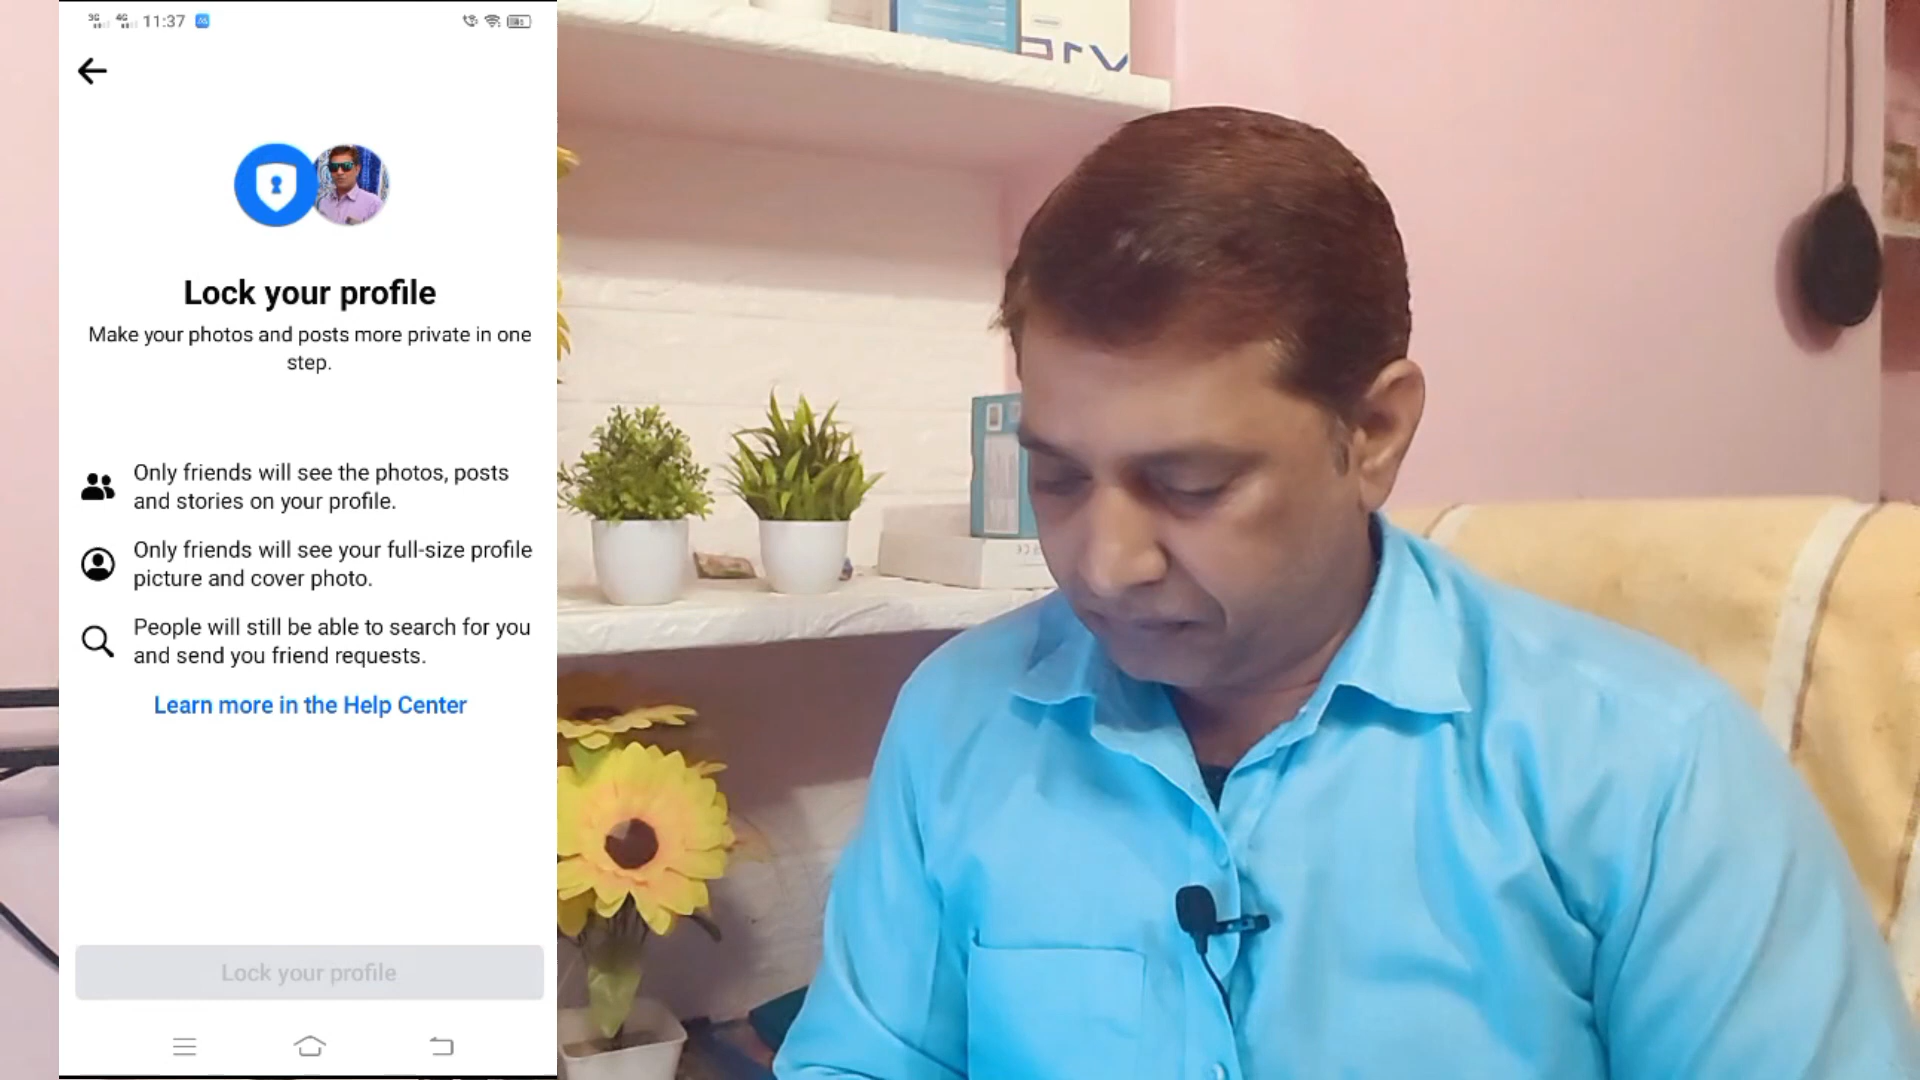 3G 4G 11:37
Lock your profile
Make your photos and posts more private in one
step.
Only friends will see the photos, posts
and stories on your profile.
Only friends will see your full-size profile
picture and cover photo.
People will still be able to search for you
and send you friend requests.
Learn more in the Help Center
Lock your profile